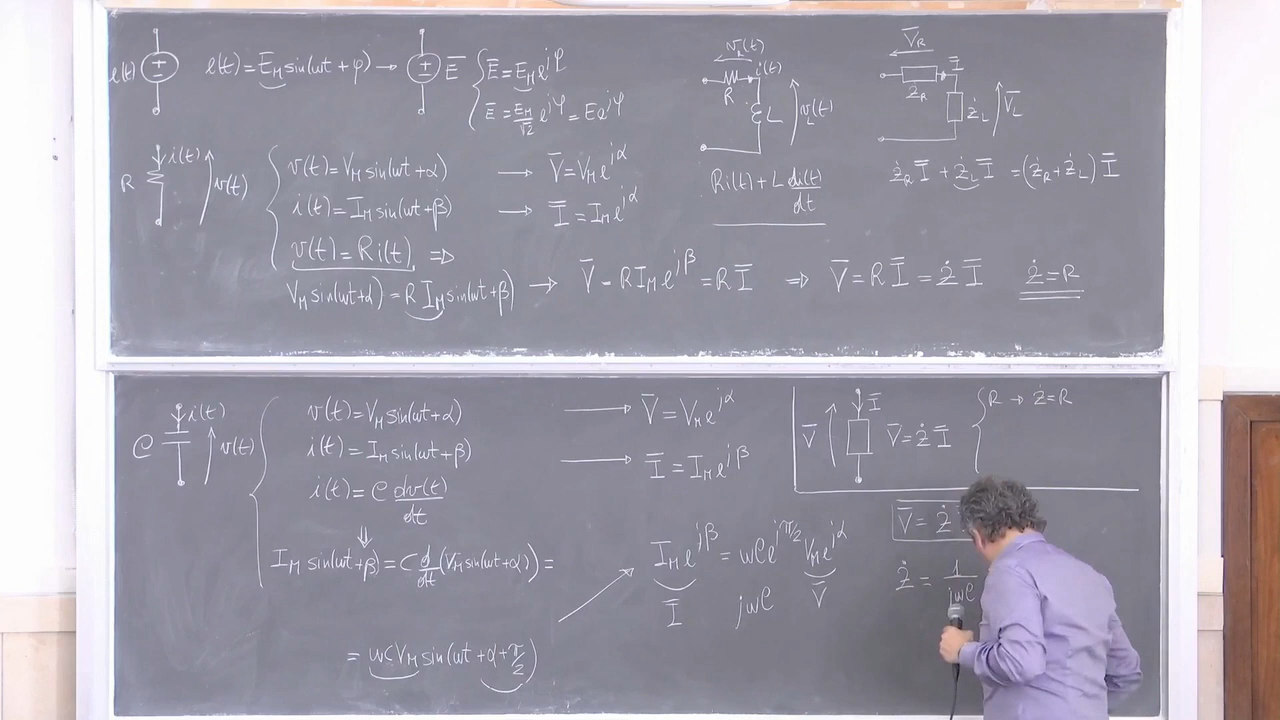 e(t) e(t) = E_M sin(ωt + φ) → E̅ { E̅ = E_M e^{jφ}
E̅ = E_M/√2 e^{jφ} = E e^{jφ}
R i(t) v(t)
v(t) = V_M sin(ωt+α) → V̅ = V_M e^{jα}
i(t) = I_M sin(ωt+β) → I̅ = I_M e^{jα}
v(t) = R i(t) ⇒
V_M sin(ωt+α) = R I_M sin(ωt+β) → V̅ = R I_M e^{jβ} = R I̅ ⇒ V̅ = R I̅ = Ż I̅ Ż = R
v_R(t) i(t)
R L v_L(t)
R i(t) + L di(t)/dt
V̅_R I̅
Ż_R Ż_L V̅_L
Ż_R I̅ + Ż_L I̅ = (Ż_R + Ż_L) I̅
C i(t) v(t)
v(t) = V_M sin(ωt+α) → V̅ = V_M e^{jα}
i(t) = I_M sin(ωt+β) → I̅ = I_M e^{jβ}
i(t) = C dv(t)/dt
⇓
I_M sin(ωt+β) = C d/dt (V_M sin(ωt+α)) =
= ωC V_M sin(ωt + α + π/2)
I_M e^{jβ} = ωC e^{jπ/2} V_M e^{jα}
I̅ jωC V̅
V̅ I̅ V̅ = Ż I̅ { R → Ż = R
V̅ = Ż
Ż = 1/jωC